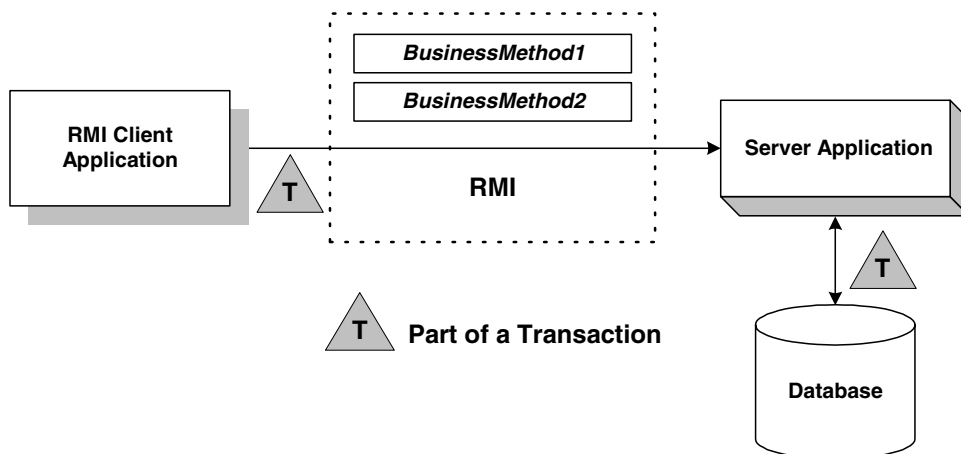 BusinessMethod1
BusinessMethod2
RMI Client
Application
Server Application
T
RMI
T
T
Part of a Transaction
Database